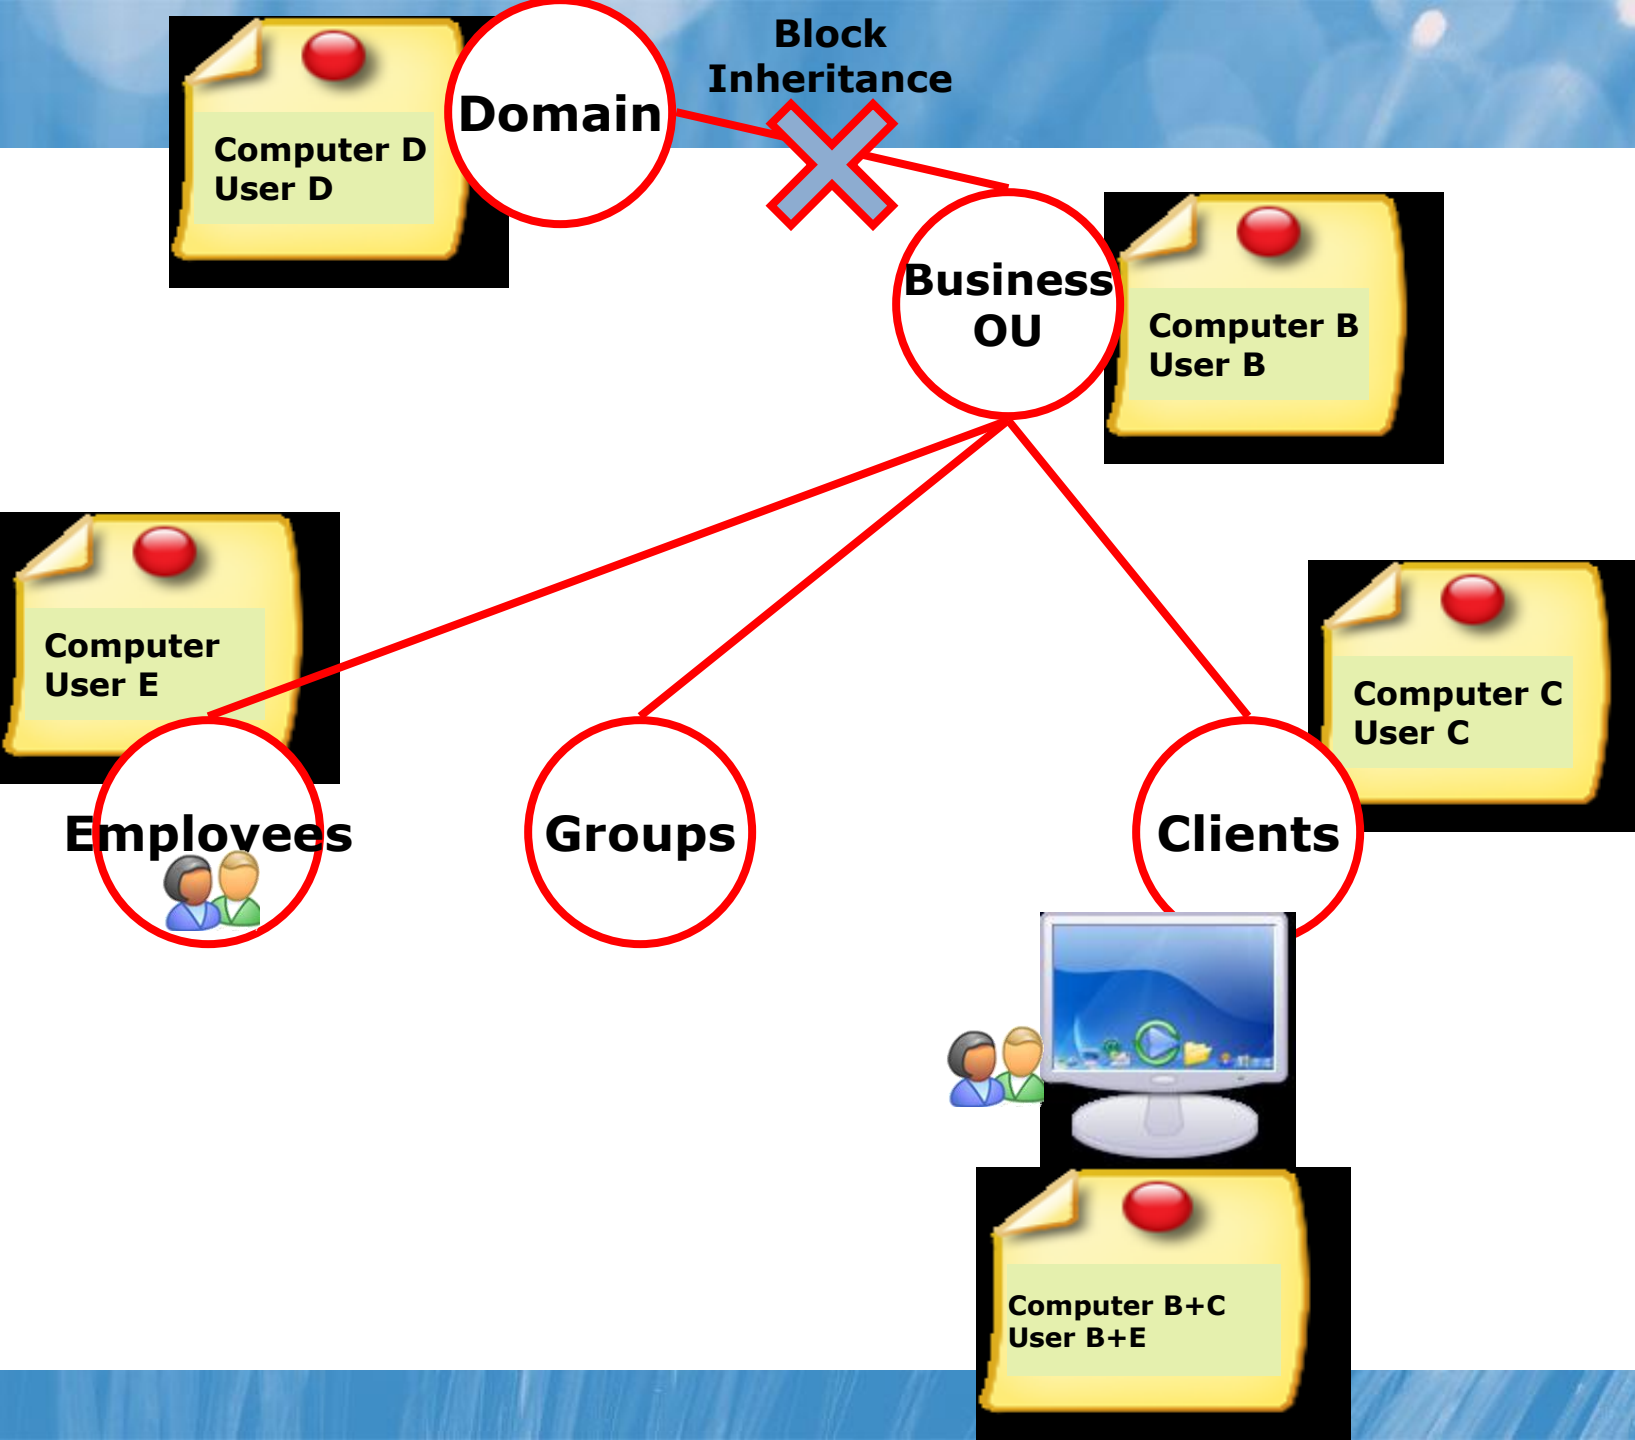 Block
Inheritance
Domain
Computer D
User D
Business
OU
Computer B
User B
Computer
User E
Computer C
User C
Employees
Groups
Clients
Computer B+C
User B+E